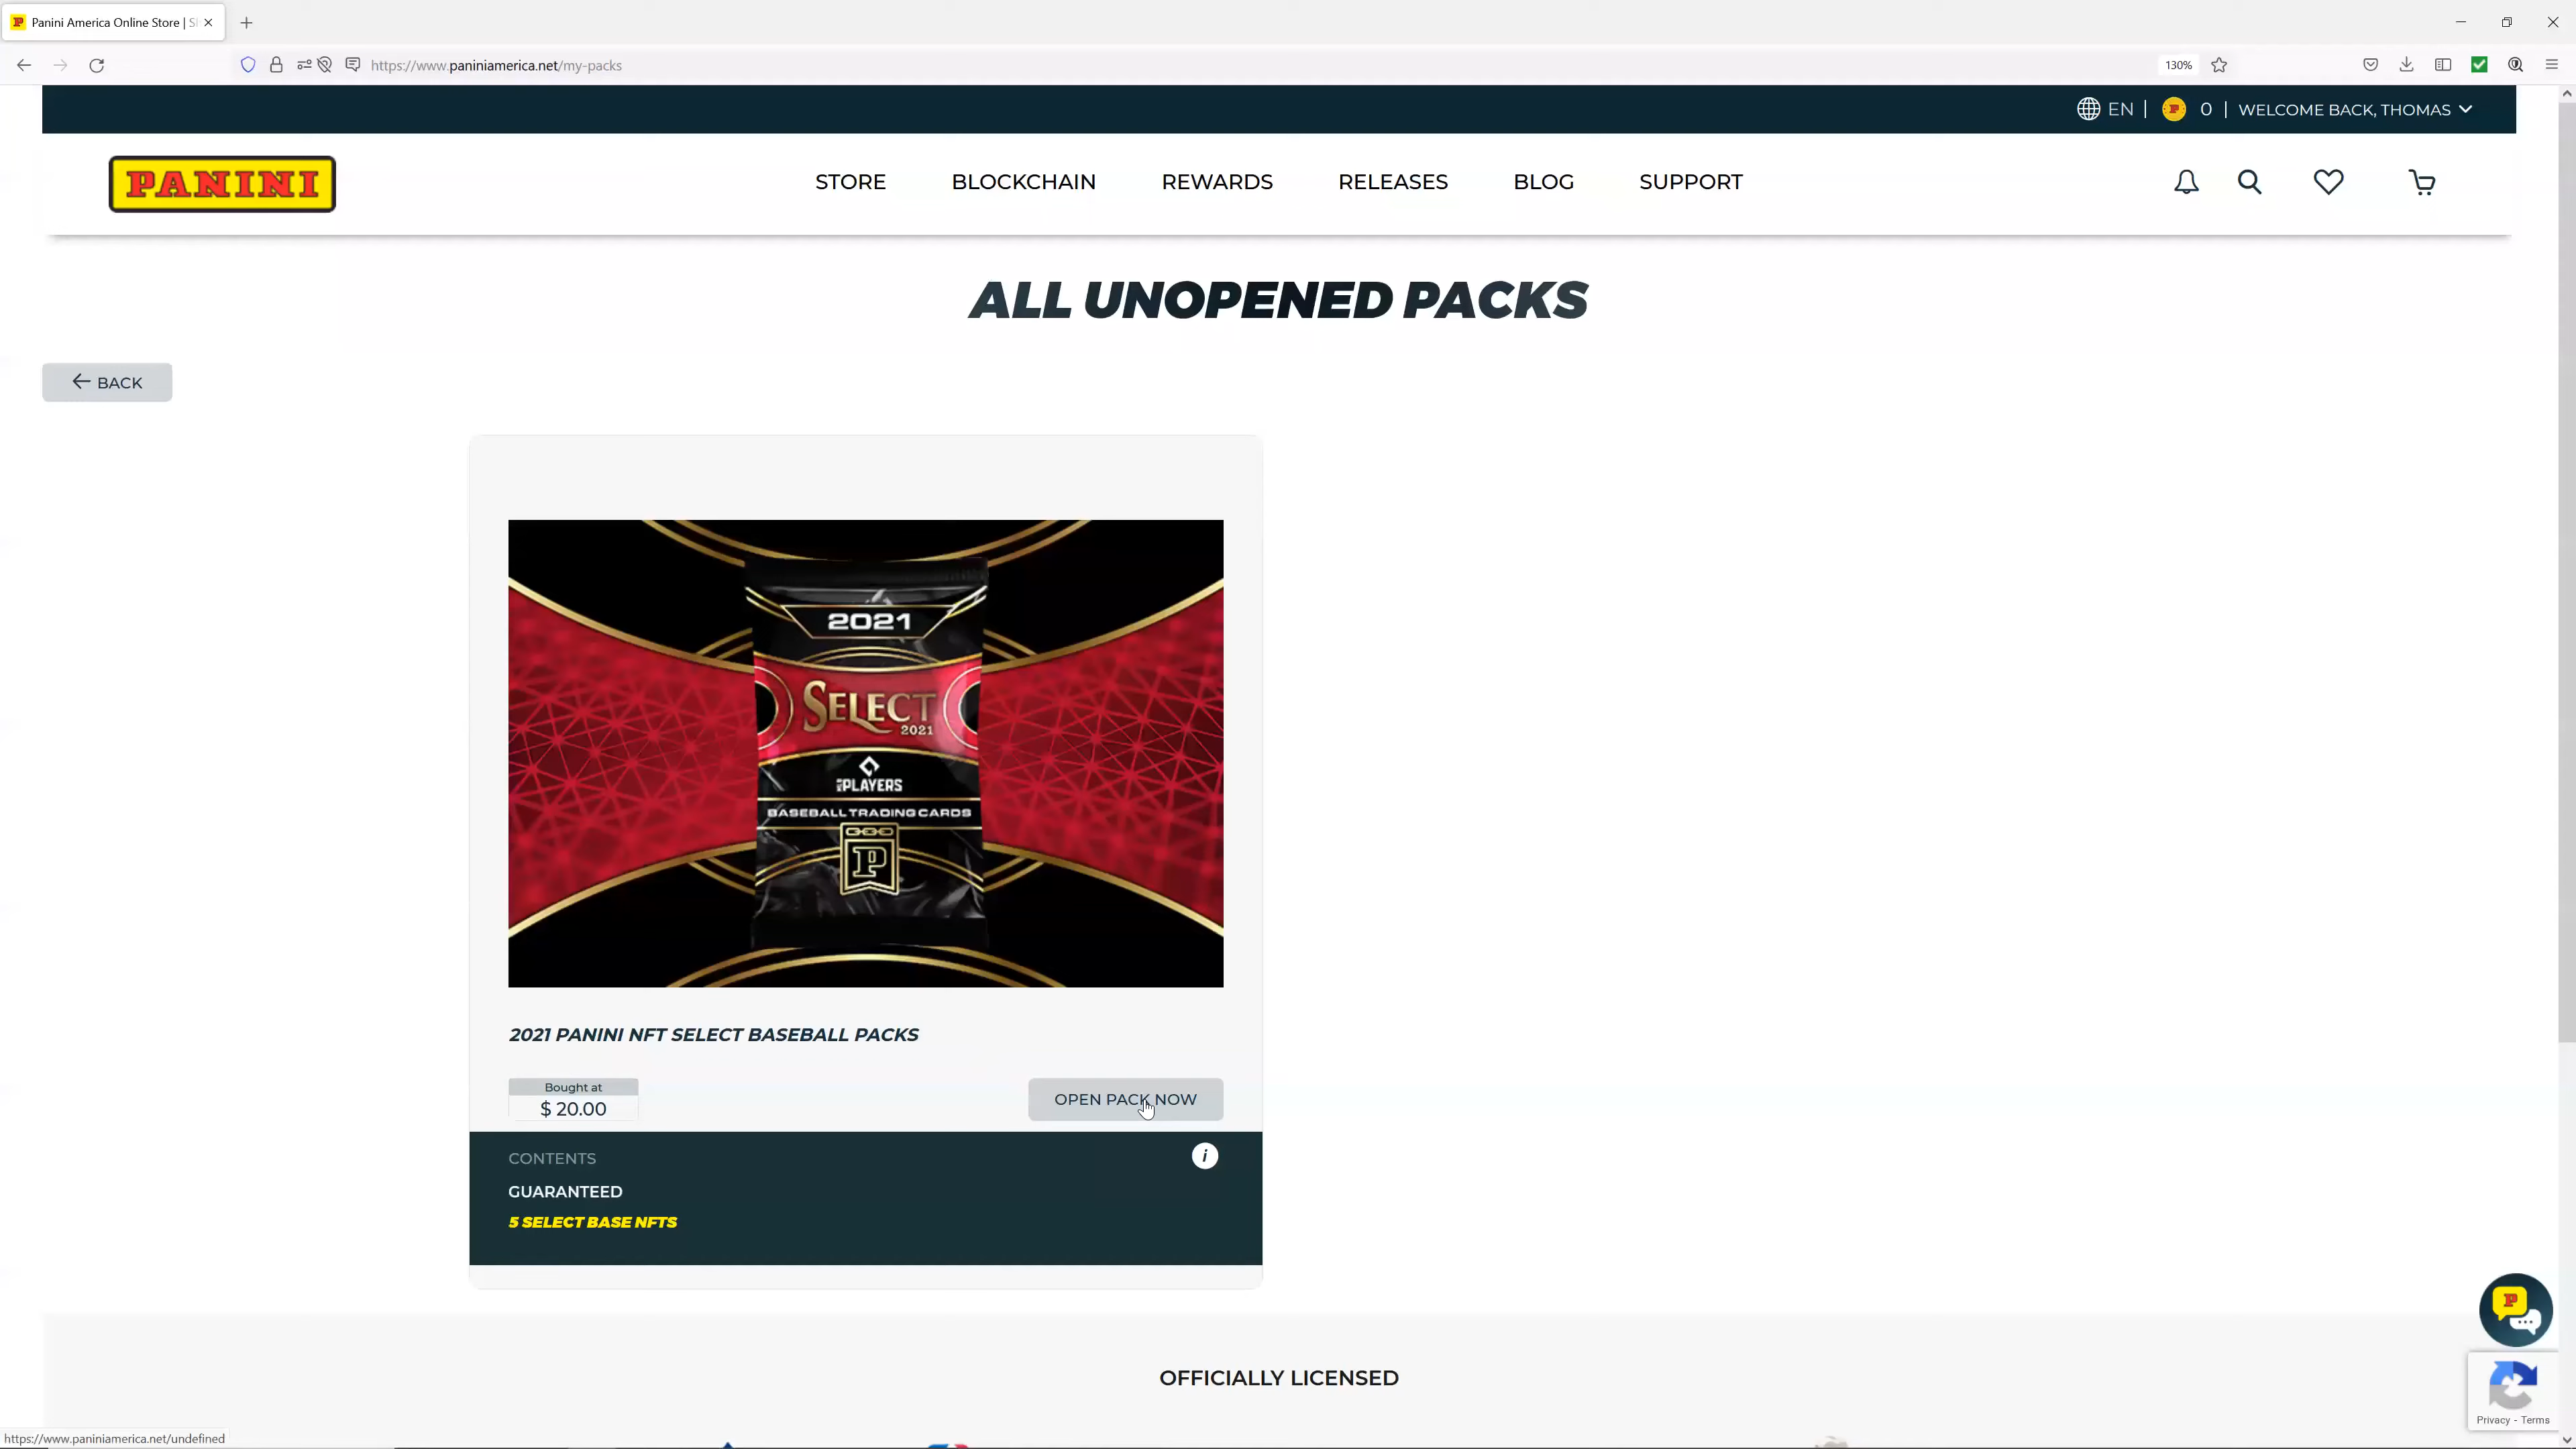 Panini America Online Store | S
https://www.paniniamerica.net/my-packs
130%
EN | P 0 | WELCOME BACK, THOMAS
PANINI
STORE BLOCKCHAIN REWARDS RELEASES BLOG SUPPORT
ALL UNOPENED PACKS
BACK
2021
SELECT
2021
PLAYERS
BASEBALL TRADING CARDS
P
2021 PANINI NFT SELECT BASEBALL PACKS
Bought at
$ 20.00
OPEN PACK NOW
CONTENTS
i
GUARANTEED
5 SELECT BASE NFTS
P
OFFICIALLY LICENSED
Privacy - Terms
https://www.paniniamerica.net/undefined